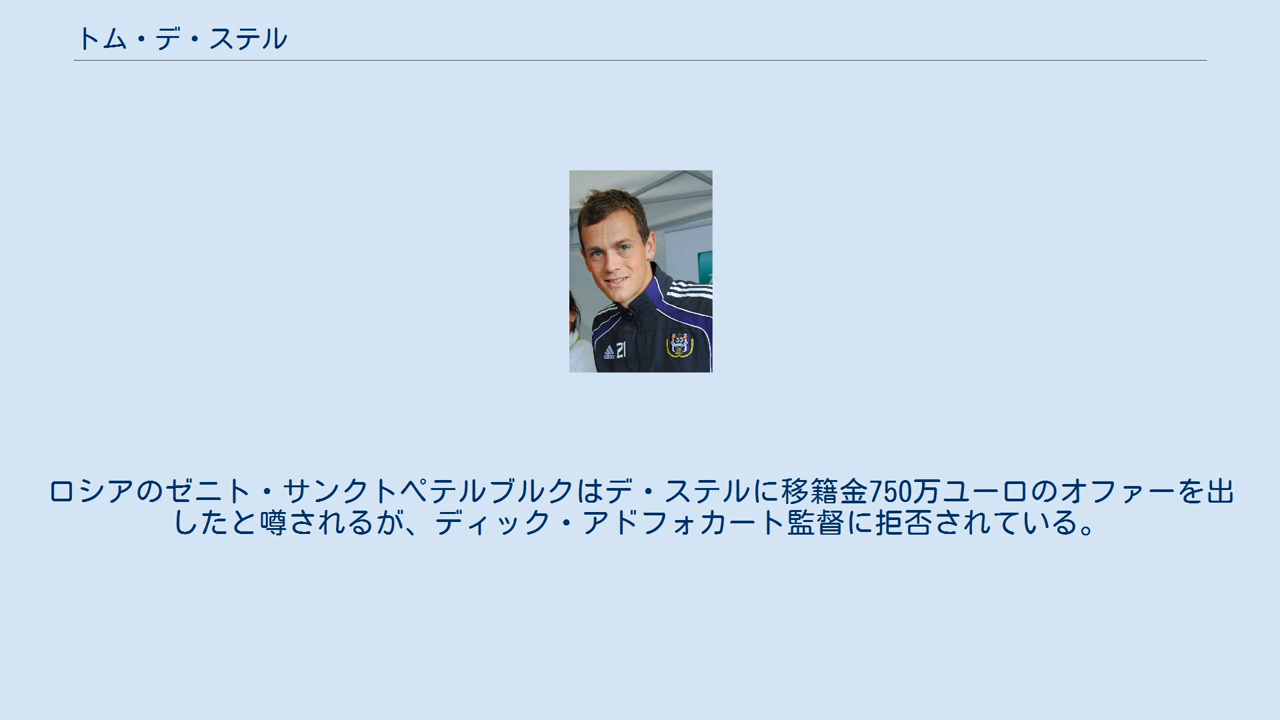 トム・デ・ステル
adidas
21
ロシアのゼニト・サンクトペテルブルクはデ・ステルに移籍金750万ユーロのオファーを出
したと噂されるが、ディック・アドフォカート監督に拒否されている。